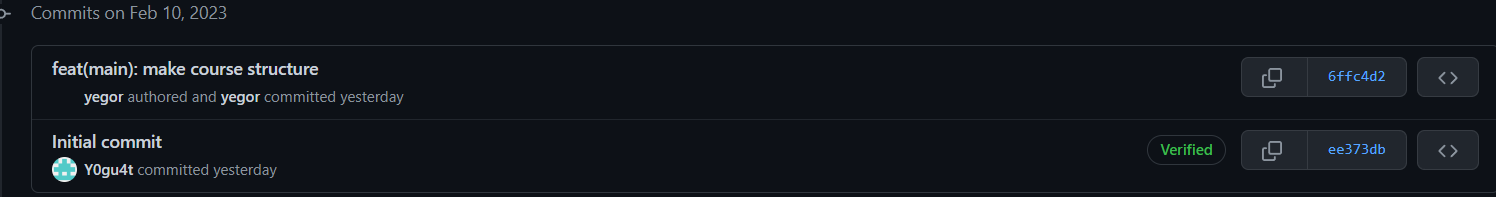 Commits on Feb 10, 2023
feat(main): make course structure
yegor authored and yegor committed yesterday
6ffc4d2
Initial commit
Y0gu4t committed yesterday
Verified
ee373db